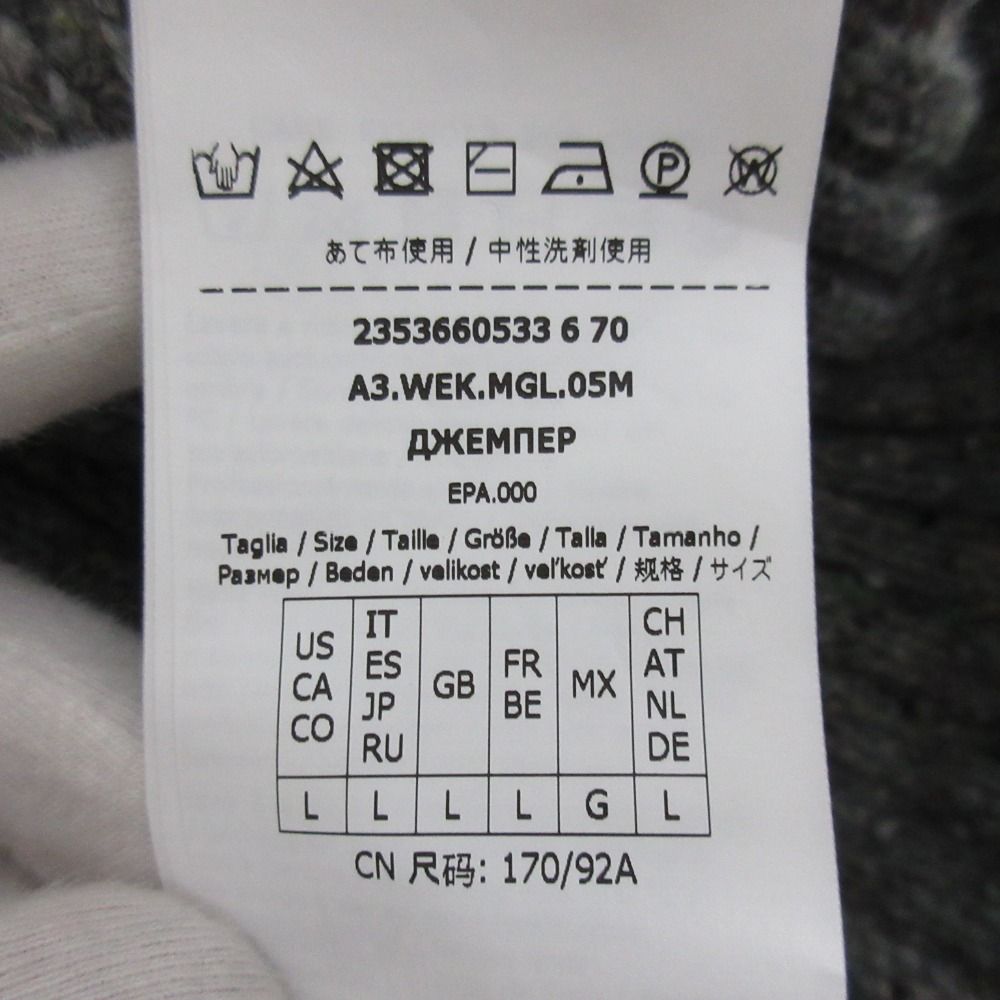 P W
あて布使用 / 中性洗剤使用
2353660533 6 70
A3.WEK.MGL.05M
ДЖЕМПЕР
EPA.000
Taglia / Size / Taille / Größe / Talla / Tamanho /
Размер / Beden / velikost / veľkosť / 规格 / サイズ
US CA CO
IT ES JP RU
GB
FR BE
MX
CH AT NL DE
L L L L G L
CN 尺码: 170/92A